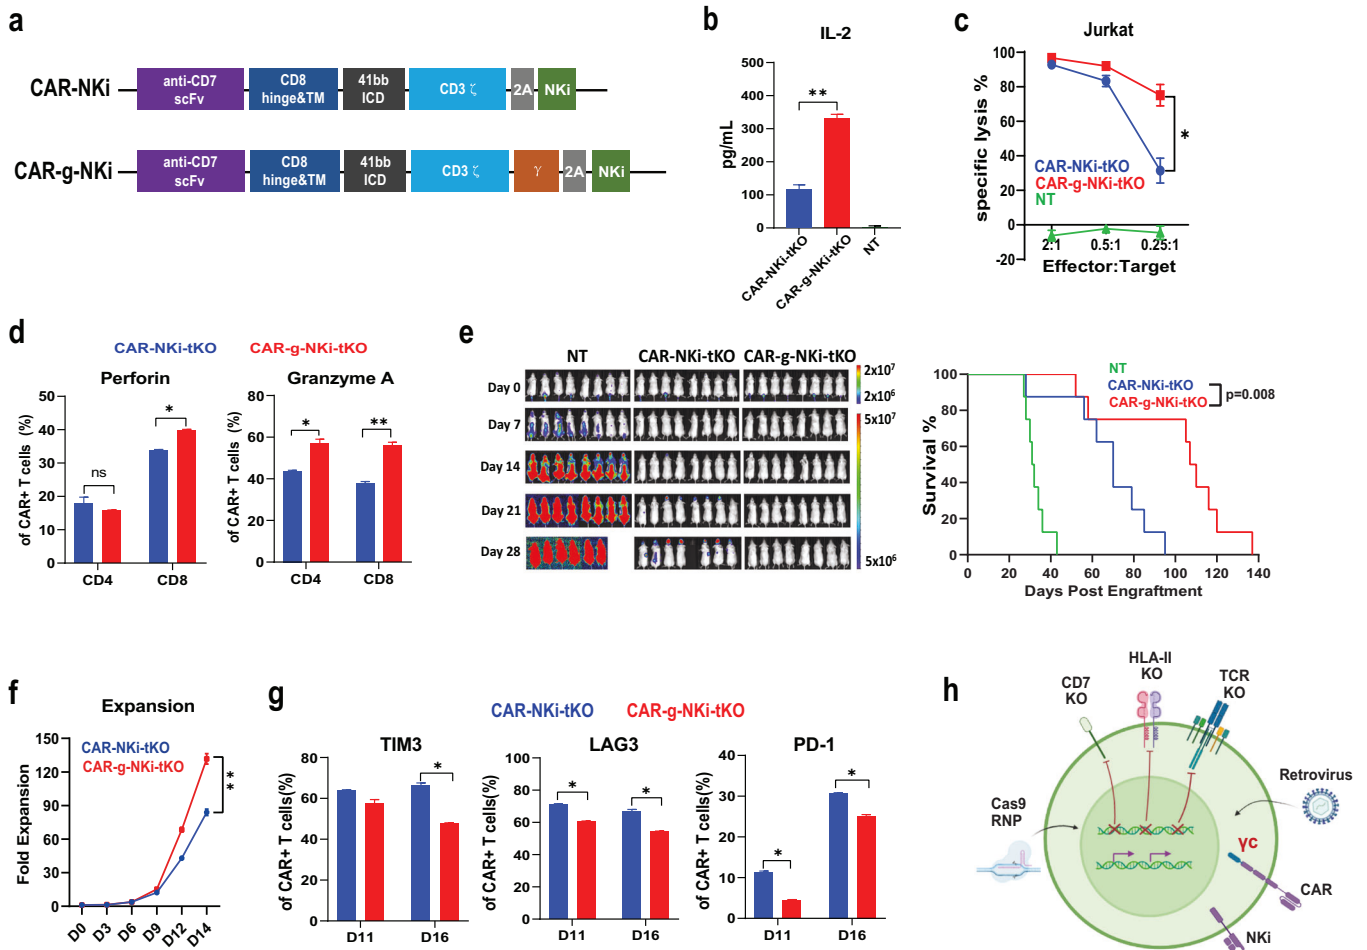 a
CAR-NKi
anti-CD7
scFv
CD8
hinge&TM
41bb
ICD
CD3 ζ
2A
NKi
CAR-g-NKi
anti-CD7
scFv
CD8
hinge&TM
41bb
ICD
CD3 ζ
γ
2A
NKi
b
IL-2
pg/mL
500
400
300
200
100
0
**
CAR-NKi-tKO
CAR-g-NKi-tKO
NT
c
Jurkat
specific lysis %
100
80
60
40
20
0
-20
*
CAR-NKi-tKO
CAR-g-NKi-tKO
NT
2:1
0.5:1
0.25:1
Effector:Target
d
CAR-NKi-tKO
CAR-g-NKi-tKO
Perforin
of CAR+ T cells (%)
50
40
30
20
10
0
ns
*
CD4
CD8
Granzyme A
of CAR+ T cells (%)
80
60
40
20
0
*
**
CD4
CD8
e
NT
CAR-NKi-tKO
CAR-g-NKi-tKO
Day 0
Day 7
Day 14
Day 21
Day 28
2x10⁷
2x10⁶
5x10⁷
5x10⁶
Survival %
100
80
60
40
20
0
NT
CAR-NKi-tKO
CAR-g-NKi-tKO
p=0.008
0
20
40
60
80
100
120
140
Days Post Engraftment
f
Expansion
Fold Expansion
150
120
90
60
30
0
CAR-NKi-tKO
CAR-g-NKi-tKO
**
D0
D3
D6
D9
D12
D14
g
CAR-NKi-tKO
CAR-g-NKi-tKO
TIM3
of CAR+ T cells(%)
80
60
40
20
0
*
D11
D16
LAG3
of CAR+ T cells(%)
100
80
60
40
20
0
*
*
D11
D16
PD-1
of CAR+ T cells(%)
40
30
20
10
0
*
*
D11
D16
h
CD7
KO
HLA-II
KO
TCR
KO
Retrovirus
Cas9
RNP
γc
CAR
NKi